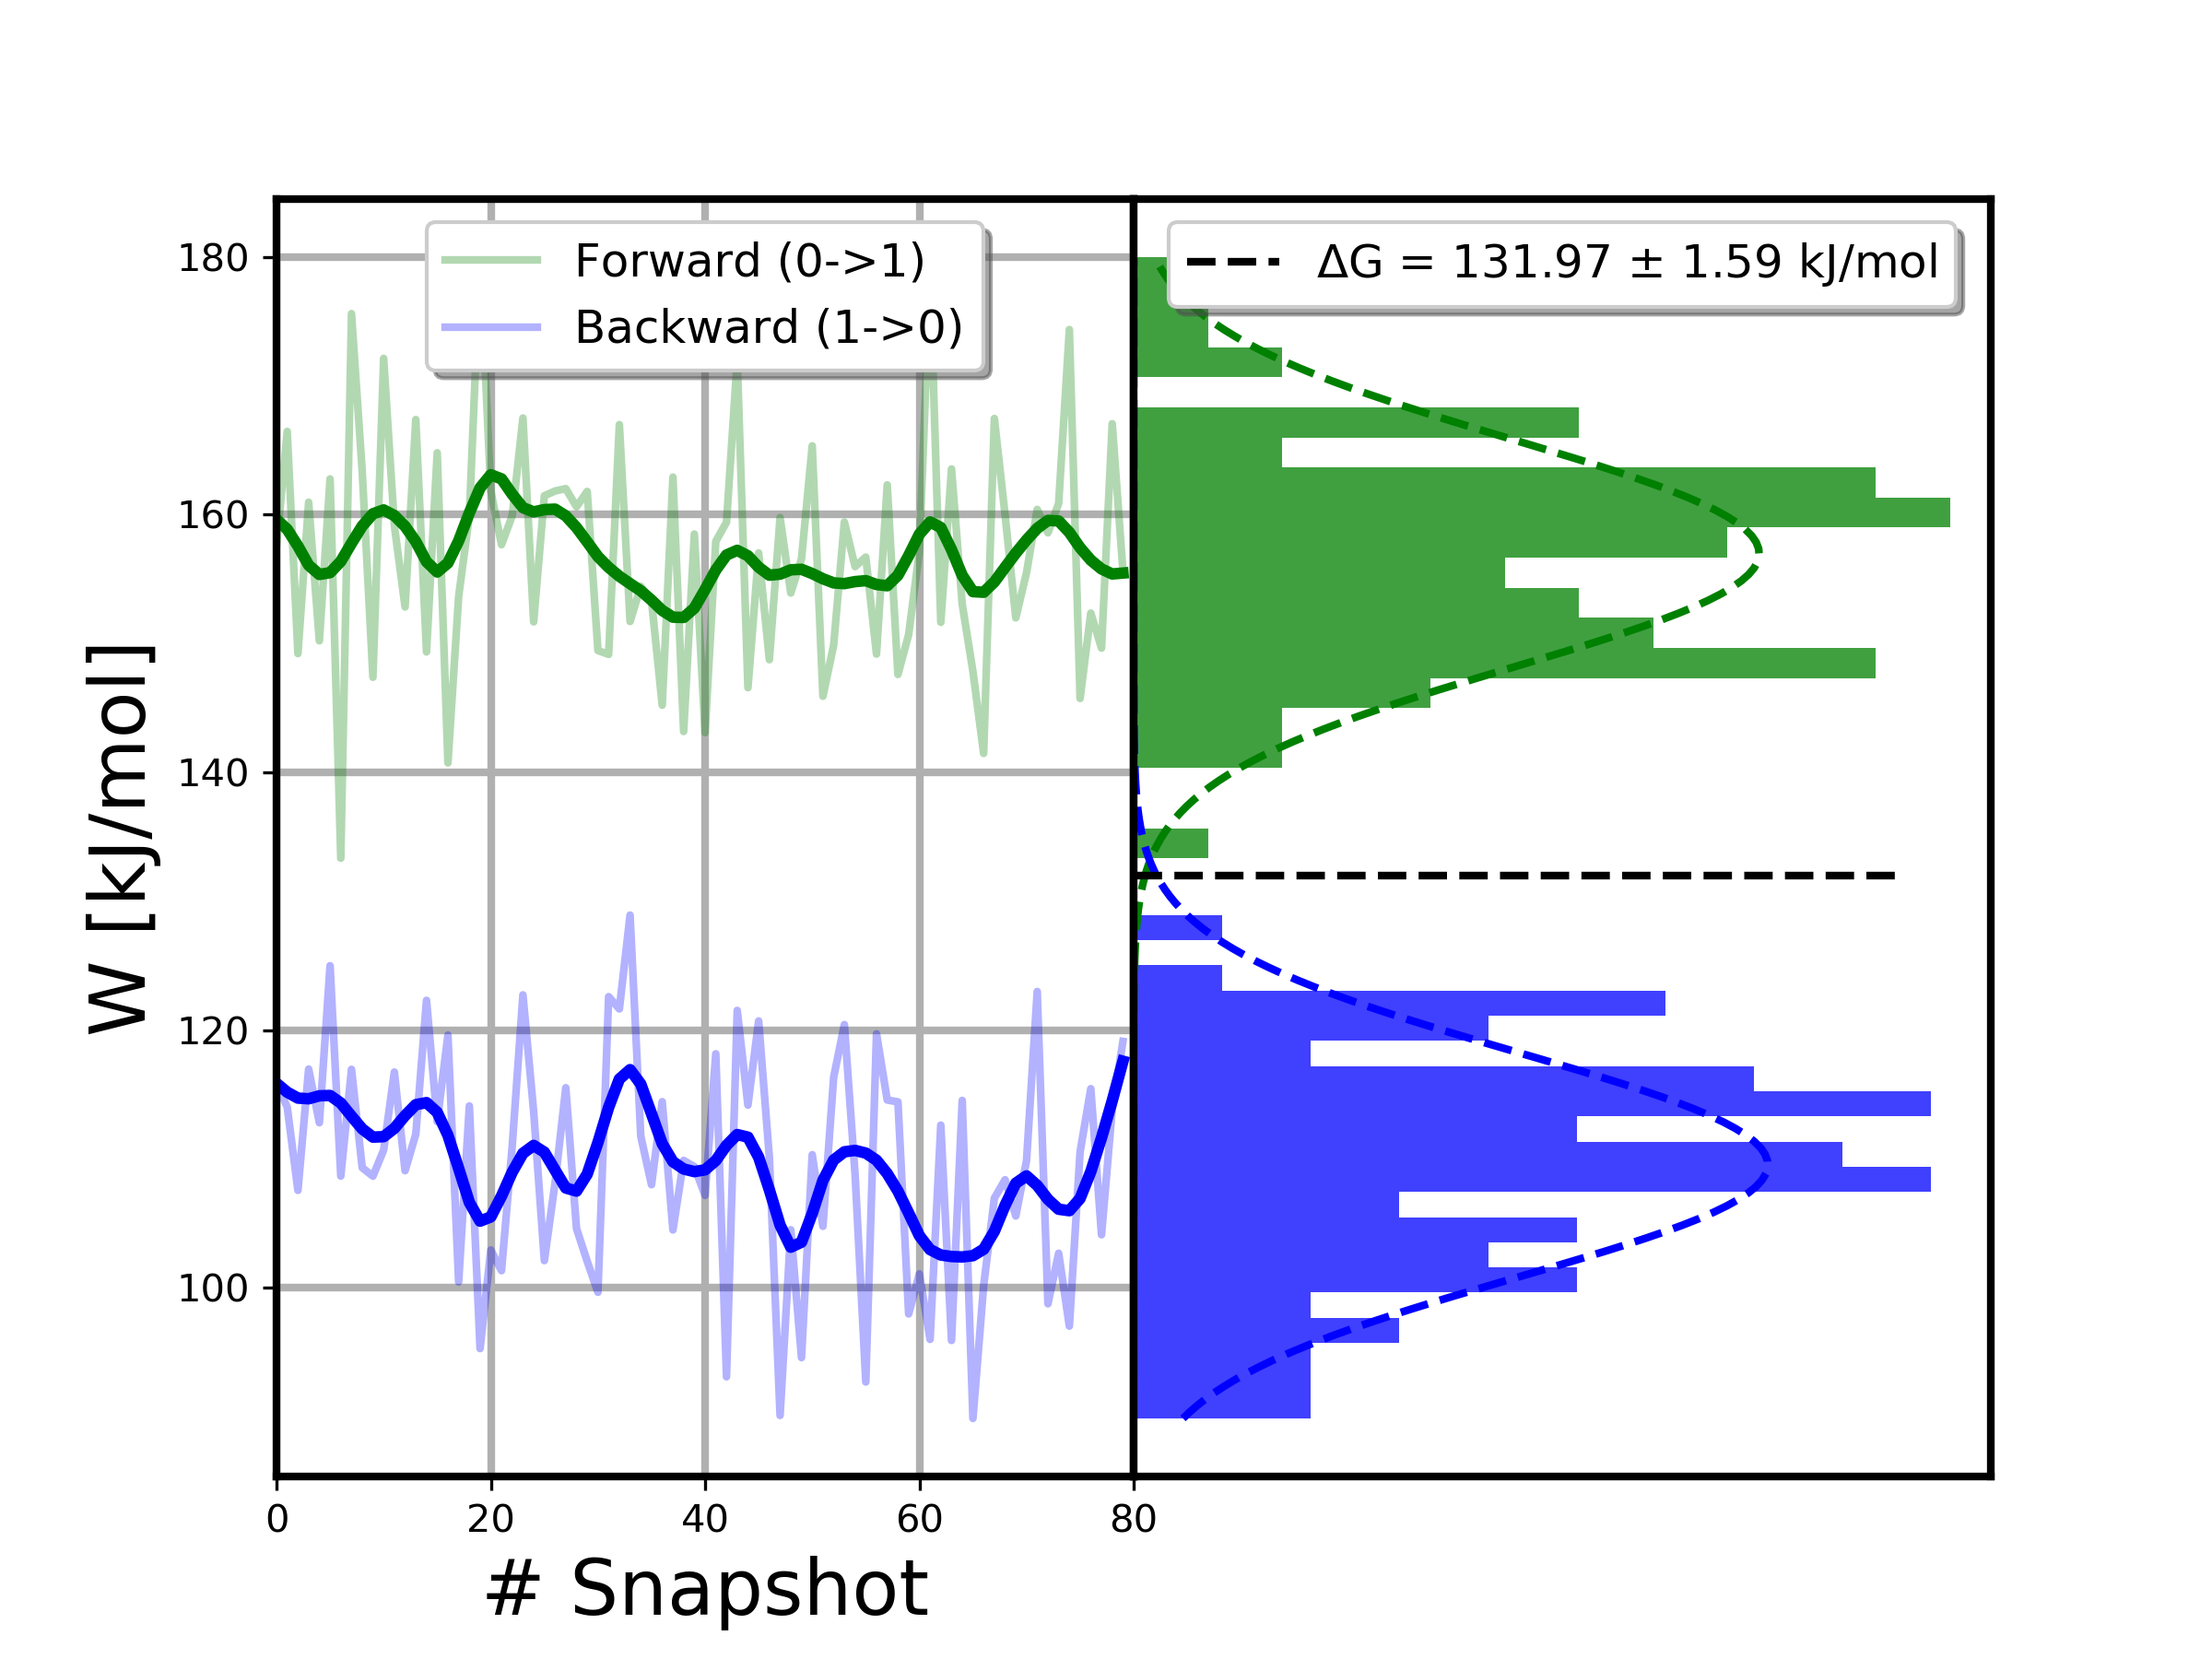 Forward (0->1)
Backward (1->0)
ΔG = 131.97 ± 1.59 kJ/mol
W [kJ/mol]
180
160
140
120
100
0 20 40 60 80
# Snapshot